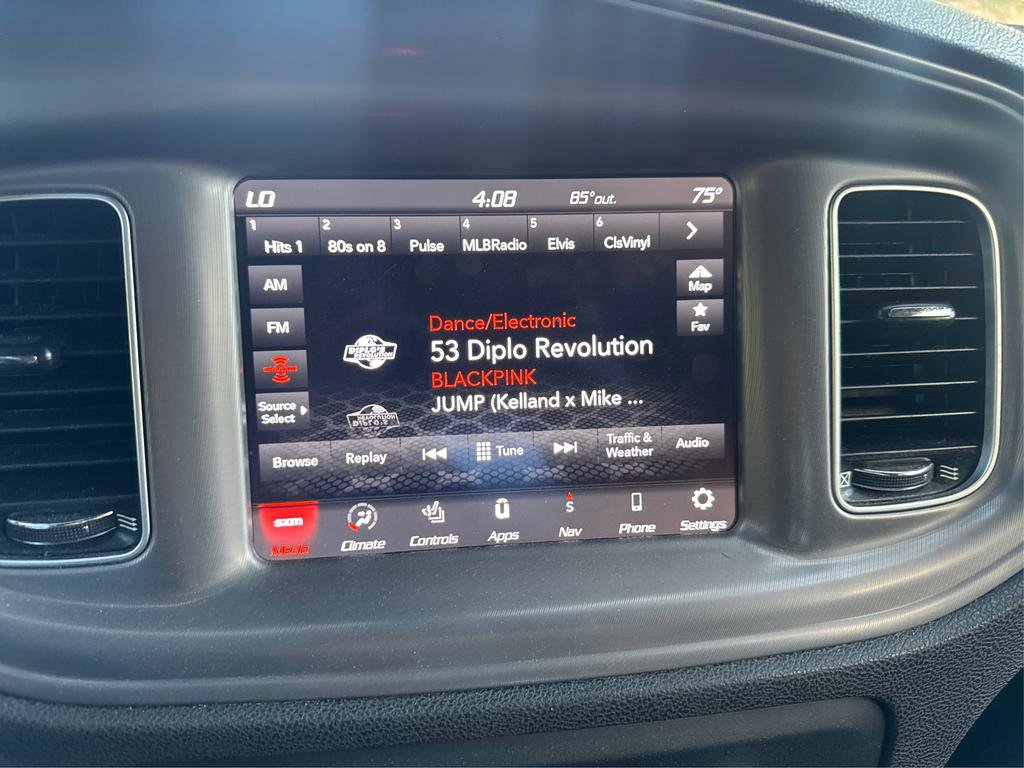 LO 4:08 85°out. 75°
1 Hits 1 2 80s on 8 3 Pulse 4 MLBRadio 5 Elvis 6 ClsVinyl
AM
Map
FM
Fav
Dance/Electronic
DIPLO'S
REVOLUTION
53 Diplo Revolution
BLACKPINK
JUMP (Kelland x Mike ...
Source
Select
Browse Replay Tune Traffic &
Weather Audio
sxm
Media Climate Controls Apps S
Nav Phone Settings